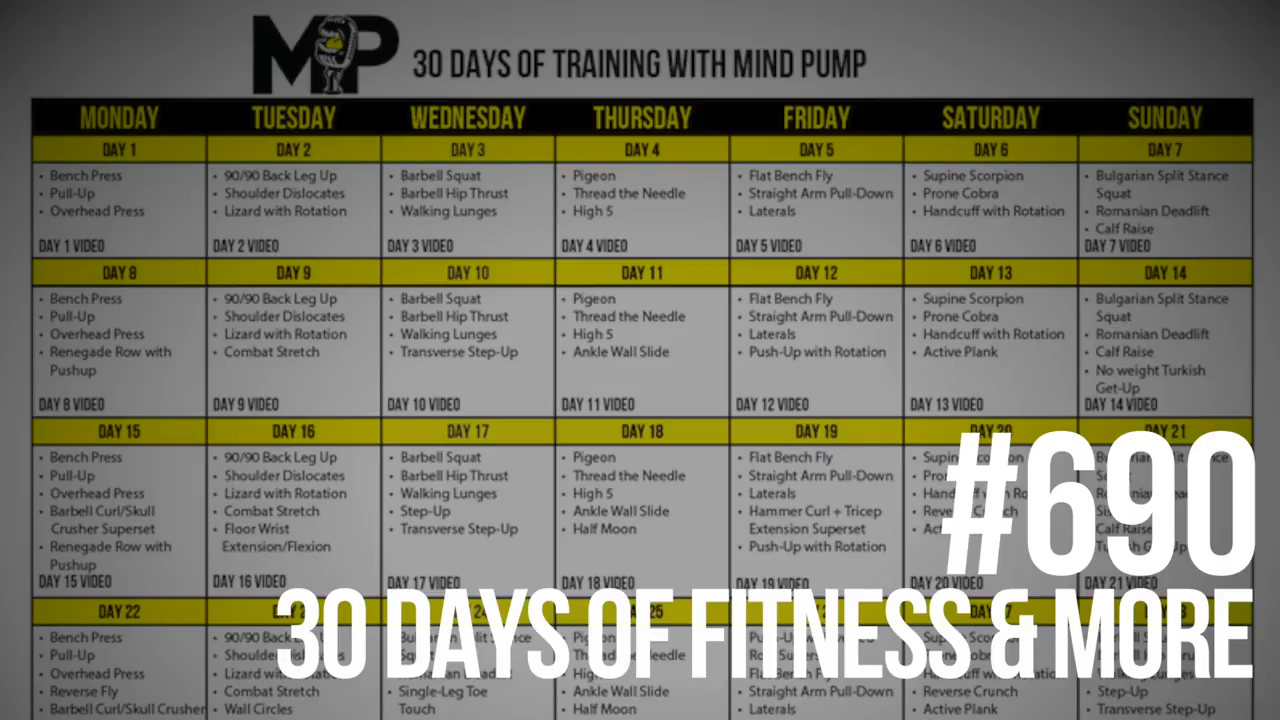 MP 30 DAYS OF TRAINING WITH MIND PUMP
MONDAY TUESDAY WEDNESDAY THURSDAY FRIDAY SATURDAY SUNDAY
DAY 1 DAY 2 DAY 3 DAY 4 DAY 5 DAY 6 DAY 7
• Bench Press
• Pull-Up
• Overhead Press
DAY 1 VIDEO
• 90/90 Back Leg Up
• Shoulder Dislocates
• Lizard with Rotation
DAY 2 VIDEO
• Barbell Squat
• Barbell Hip Thrust
• Walking Lunges
DAY 3 VIDEO
• Pigeon
• Thread the Needle
• High 5
DAY 4 VIDEO
• Flat Bench Fly
• Straight Arm Pull-Down
• Laterals
DAY 5 VIDEO
• Supine Scorpion
• Prone Cobra
• Handcuff with Rotation
DAY 6 VIDEO
• Bulgarian Split Stance
Squat
• Romanian Deadlift
• Calf Raise
DAY 7 VIDEO
DAY 8 DAY 9 DAY 10 DAY 11 DAY 12 DAY 13 DAY 14
• Bench Press
• Pull-Up
• Overhead Press
• Renegade Row with
Pushup
DAY 8 VIDEO
• 90/90 Back Leg Up
• Shoulder Dislocates
• Lizard with Rotation
• Combat Stretch
DAY 9 VIDEO
• Barbell Squat
• Barbell Hip Thrust
• Walking Lunges
• Transverse Step-Up
DAY 10 VIDEO
• Pigeon
• Thread the Needle
• High 5
• Ankle Wall Slide
DAY 11 VIDEO
• Flat Bench Fly
• Straight Arm Pull-Down
• Laterals
• Push-Up with Rotation
DAY 12 VIDEO
• Supine Scorpion
• Prone Cobra
• Handcuff with Rotation
• Active Plank
DAY 13 VIDEO
• Bulgarian Split Stance
Squat
• Romanian Deadlift
• Calf Raise
• No weight Turkish
Get-Up
DAY 14 VIDEO
DAY 15 DAY 16 DAY 17 DAY 18 DAY 19 DAY 20 DAY 21
• Bench Press
• Pull-Up
• Overhead Press
• Barbell Curl/Skull
Crusher Superset
• Renegade Row with
Pushup
DAY 15 VIDEO
• 90/90 Back Leg Up
• Shoulder Dislocates
• Lizard with Rotation
• Combat Stretch
• Floor Wrist
Extension/Flexion
DAY 16 VIDEO
• Barbell Squat
• Barbell Hip Thrust
• Walking Lunges
• Step-Up
• Transverse Step-Up
DAY 17 VIDEO
• Pigeon
• Thread the Needle
• High 5
• Ankle Wall Slide
• Half Moon
DAY 18 VIDEO
• Flat Bench Fly
• Straight Arm Pull-Down
• Laterals
• Hammer Curl + Tricep
Extension Superset
• Push-Up with Rotation
DAY 19 VIDEO
DAY 20 VIDEO
Calf Raise
DAY 21 VIDEO
#690
30 DAYS OF FITNESS & MORE
DAY 22
• Bench Press
• Pull-Up
• Overhead Press
• Reverse Fly
• Barbell Curl/Skull Crusher
• 90/90 Back
• Combat Stretch
• Wall Circles
• Single-Leg Toe
Touch
• Ankle Wall Slide
• Half Moon
• Straight Arm Pull-Down
• Laterals
• Reverse Crunch
• Active Plank
• Step-Up
• Transverse Step-Up